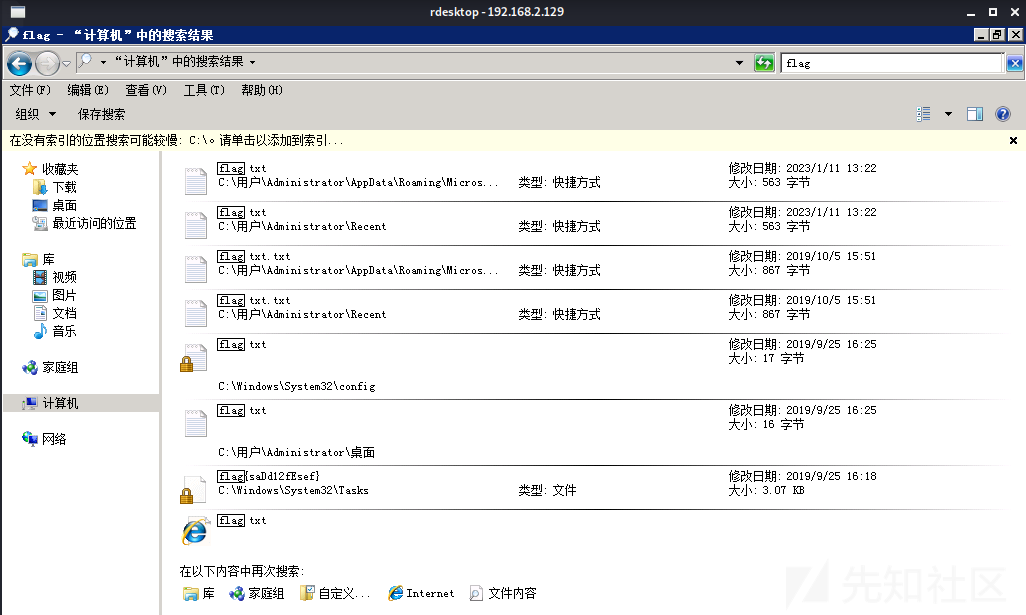 rdesktop - 192.168.2.129
flag - “计算机”中的搜索结果
“计算机”中的搜索结果
flag
文件(F) 编辑(E) 查看(V) 工具(T) 帮助(H)
组织 保存搜索
在没有索引的位置搜索可能较慢: C:\。请单击以添加到索引...
收藏夹
下载
桌面
最近访问的位置
库
视频
图片
文档
音乐
家庭组
计算机
网络
flag txt
修改日期: 2023/1/11 13:22
C:\用户\Administrator\AppData\Roaming\Micros... 类型: 快捷方式 大小: 563 字节
flag txt
修改日期: 2023/1/11 13:22
C:\用户\Administrator\Recent 类型: 快捷方式 大小: 563 字节
flag txt.txt
修改日期: 2019/10/5 15:51
C:\用户\Administrator\AppData\Roaming\Micros... 类型: 快捷方式 大小: 867 字节
flag txt.txt
修改日期: 2019/10/5 15:51
C:\用户\Administrator\Recent 类型: 快捷方式 大小: 867 字节
flag txt
修改日期: 2019/9/25 16:25
大小: 17 字节
C:\Windows\System32\config
flag txt
修改日期: 2019/9/25 16:25
大小: 16 字节
C:\用户\Administrator\桌面
flag{saDd12fEsef}
修改日期: 2019/9/25 16:18
C:\Windows\System32\Tasks 类型: 文件 大小: 3.07 KB
flag txt
在以下内容中再次搜索:
库 家庭组 自定义... Internet 文件内容
先知社区